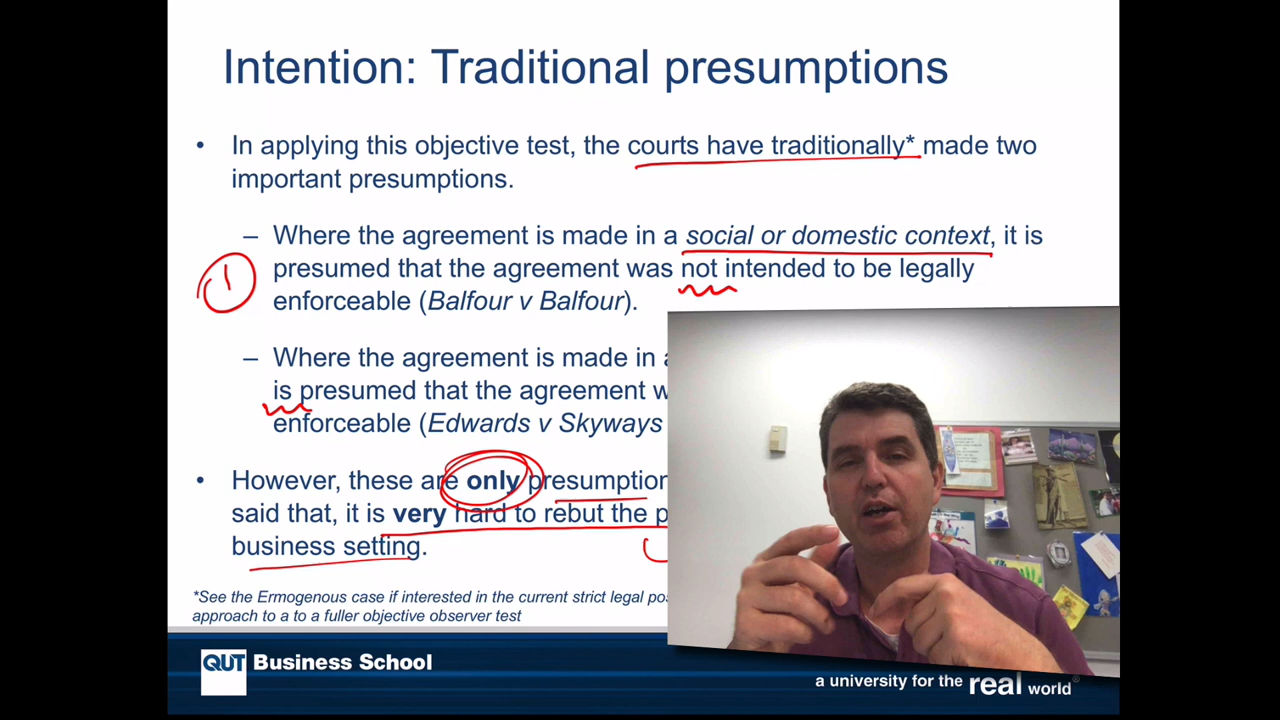 Intention: Traditional presumptions
• In applying this objective test, the courts have traditionally* made two
important presumptions.
– Where the agreement is made in a social or domestic context, it is
presumed that the agreement was not intended to be legally
enforceable (Balfour v Balfour).
1
– Where the agreement is made in
is presumed that the agreement
enforceable (Edwards v Skyways
• However, these are only
said that, it is very hard to rebut the
business setting.
*See the Ermogenous case if interested in the current strict legal
approach to a to a fuller objective observer test
QUT Business School
a university for the real world